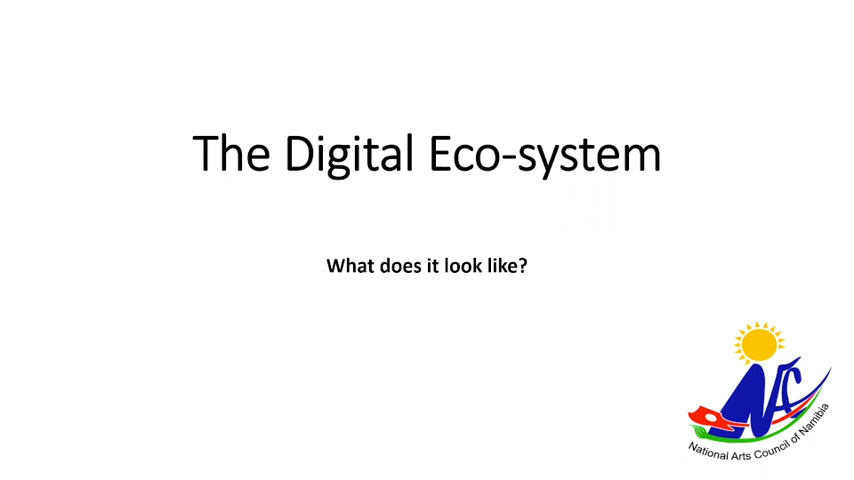 The Digital Eco-system
What does it look like?
NAC
National Arts Council of Namibia